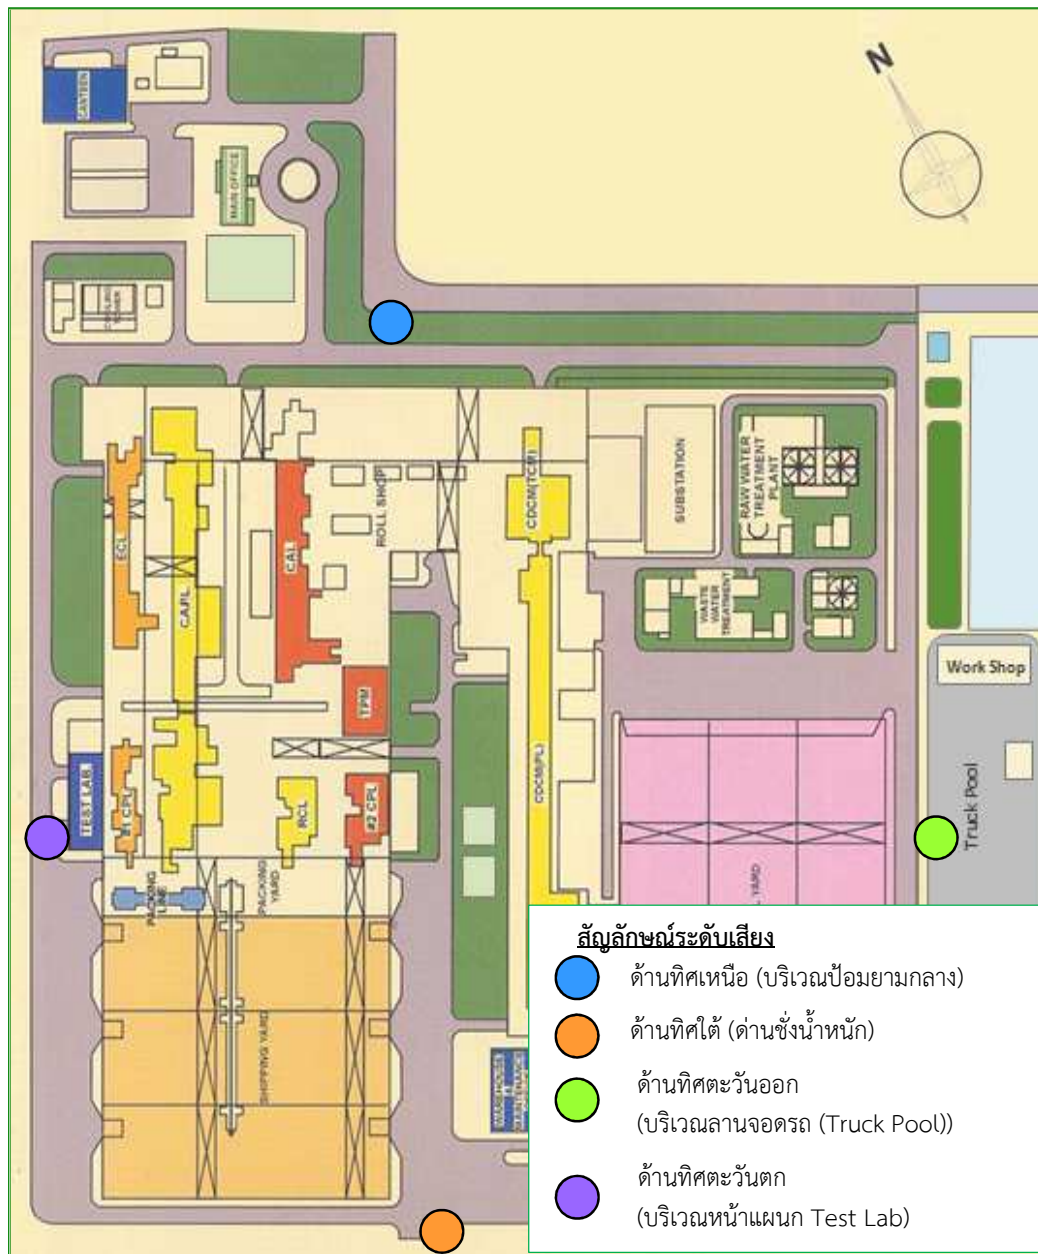 N
CANTEEN
MAIN OFFICE
COOLING
TOWER
ECL
CAPL
CAL
ROLL SHOP
CDCM(TCM)
SUBSTATION
RAW WATER
TREATMENT
PLANT
WASTE
WATER
TREATMENT
Work Shop
TPM
TEST LAB.
#1 CPL
RCL
#2 CPL
CDCM(PL)
Truck Pool
PACKING
LINE
PACKING
YARD
YARD
SHIPPING YARD
WAREHOUSE
&
MAINTENANCE
สัญลักษณ์ระดับเสียง
ด้านทิศเหนือ (บริเวณป้อมยามกลาง)
ด้านทิศใต้ (ด่านชั่งน้ำหนัก)
ด้านทิศตะวันออก
(บริเวณลานจอดรถ (Truck Pool))
ด้านทิศตะวันตก
(บริเวณหน้าแผนก Test Lab)